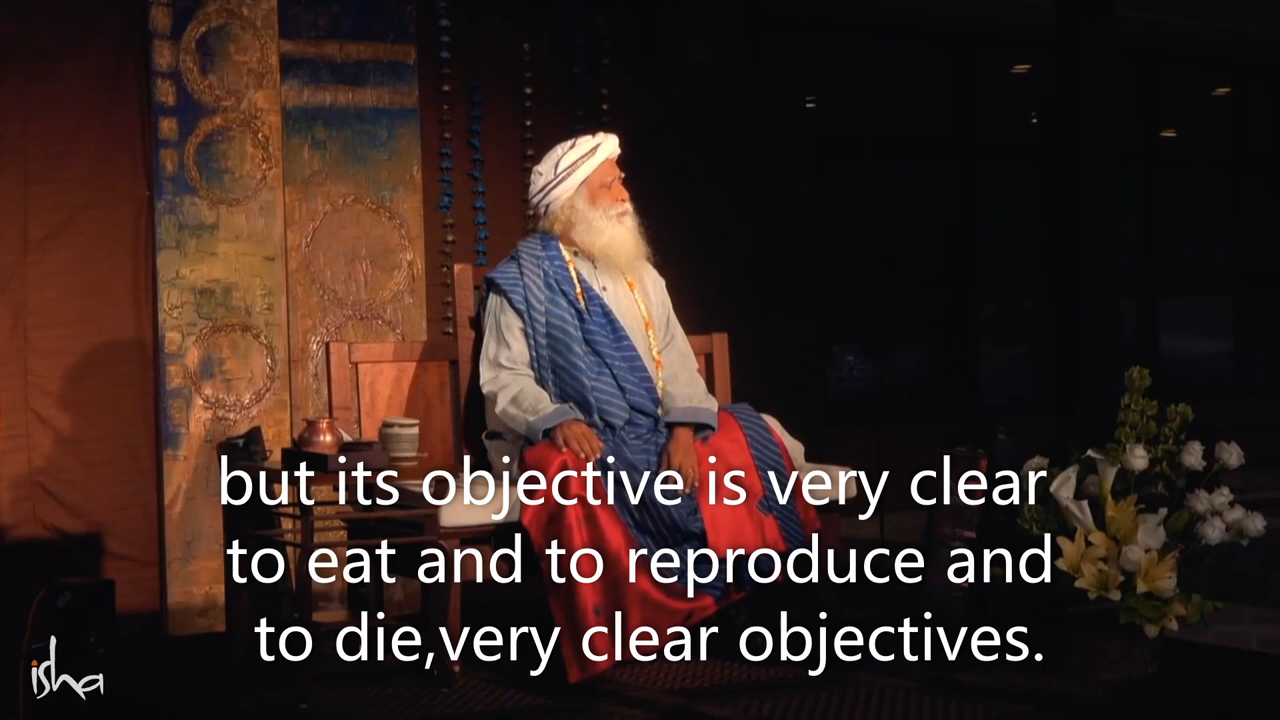 but its objective is very clear
to eat and to reproduce and
to die,very clear objectives.
isha